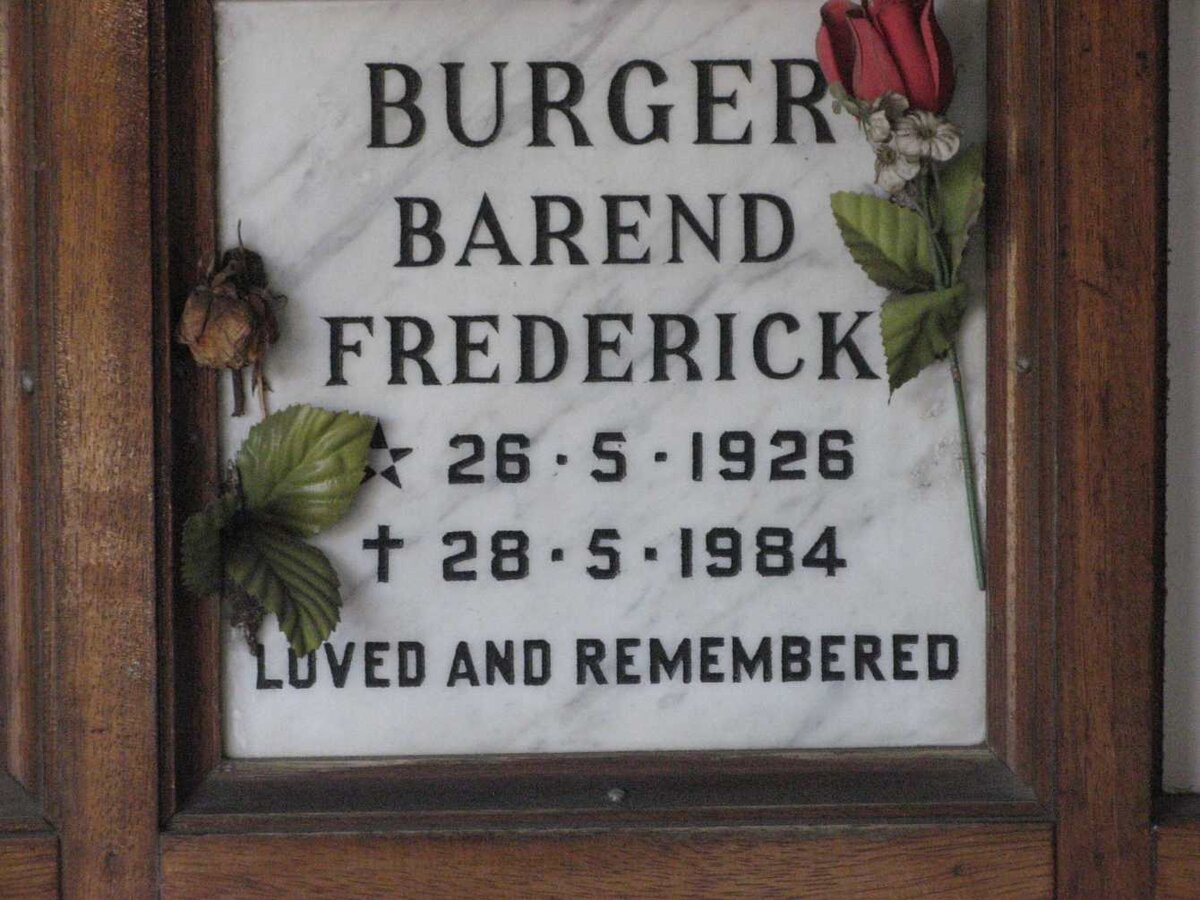 BURGER
BAREND
FREDERICK
☆ 26·5·1926
✝ 28·5·1984
LOVED AND REMEMBERED